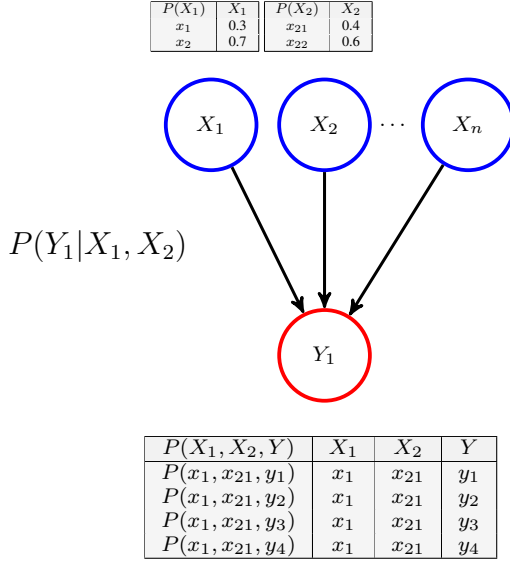 P(X₁) X₁ P(X₂) X₂
x₁ 0.3 x₂₁ 0.4
x₂ 0.7 x₂₂ 0.6
X₁ X₂ ··· Xₙ
P(Y₁|X₁, X₂)
Y₁
P(X₁, X₂, Y) X₁ X₂ Y
P(x₁, x₂₁, y₁) x₁ x₂₁ y₁
P(x₁, x₂₁, y₂) x₁ x₂₁ y₂
P(x₁, x₂₁, y₃) x₁ x₂₁ y₃
P(x₁, x₂₁, y₄) x₁ x₂₁ y₄